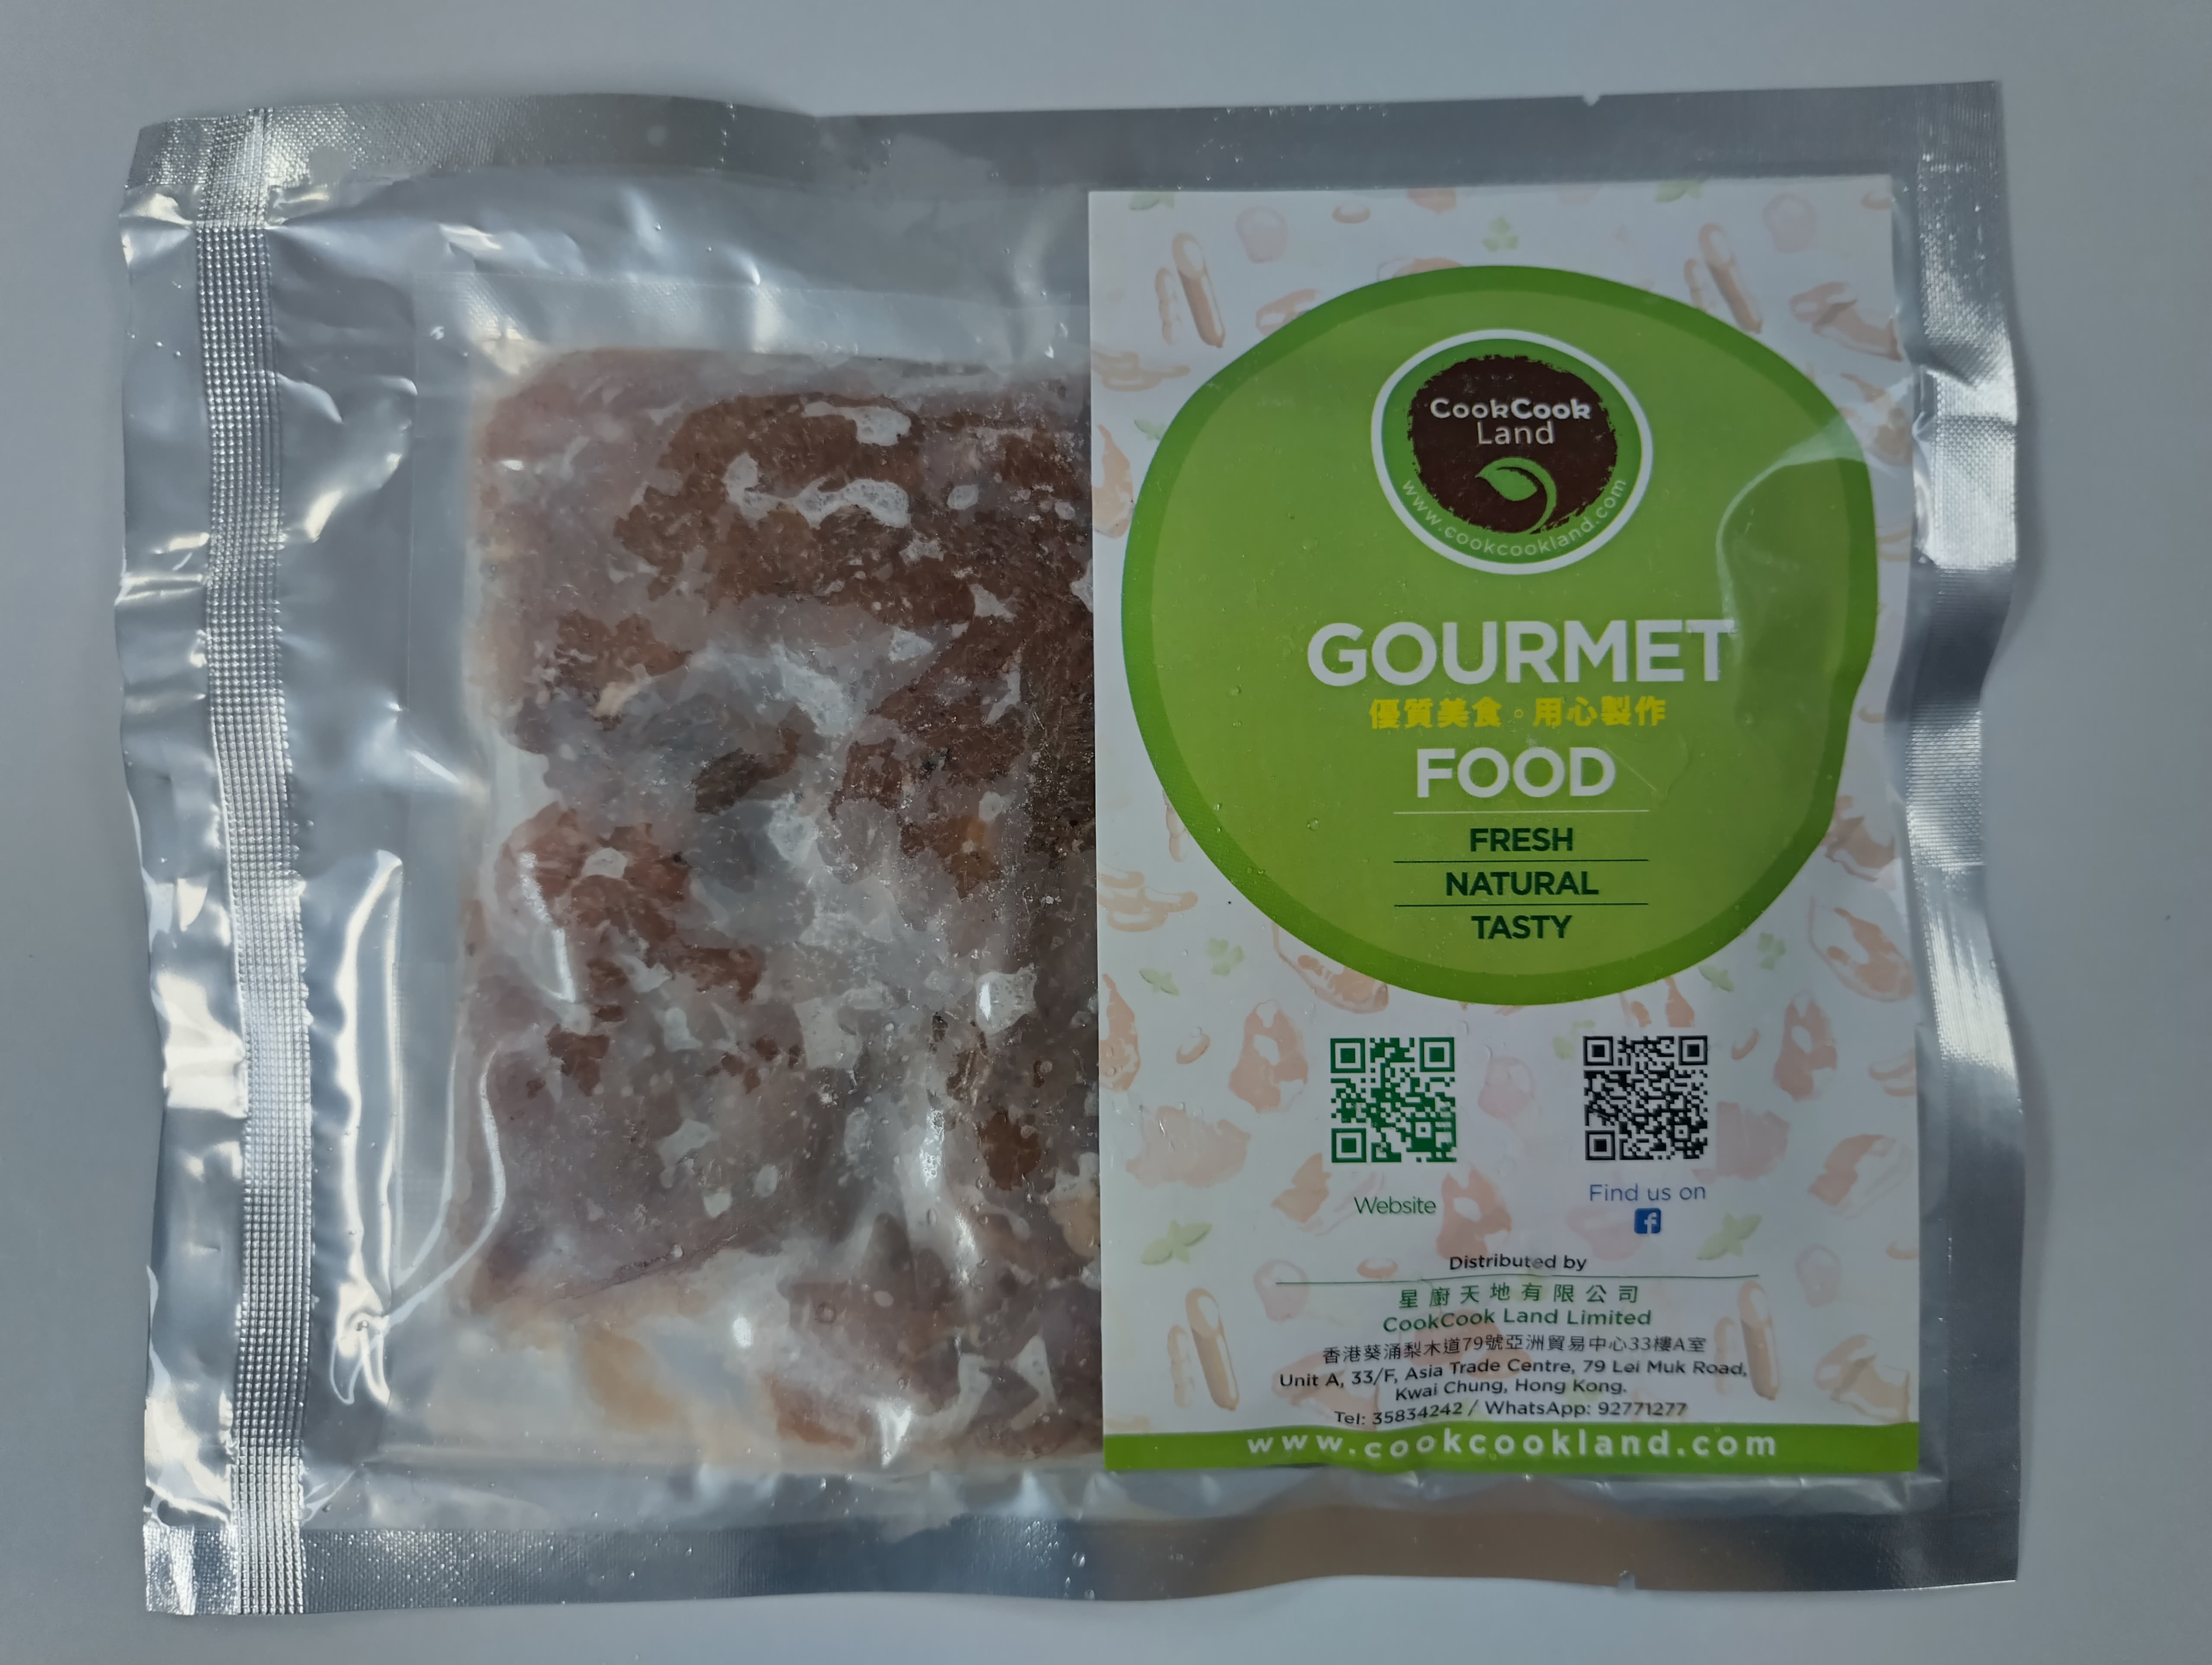 CookCook
Land
www.cookcookland.com
GOURMET
優質美食。用心製作
FOOD
FRESH
NATURAL
TASTY
Website
Find us on
f
Distributed by
星廚天地有限公司
CookCook Land Limited
香港葵涌梨木道79號亞洲貿易中心33樓A室
Unit A, 33/F, Asia Trade Centre, 79 Lei Muk Road,
Kwai Chung, Hong Kong.
Tel: 35834242 / WhatsApp: 92771277
www.cookcookland.com